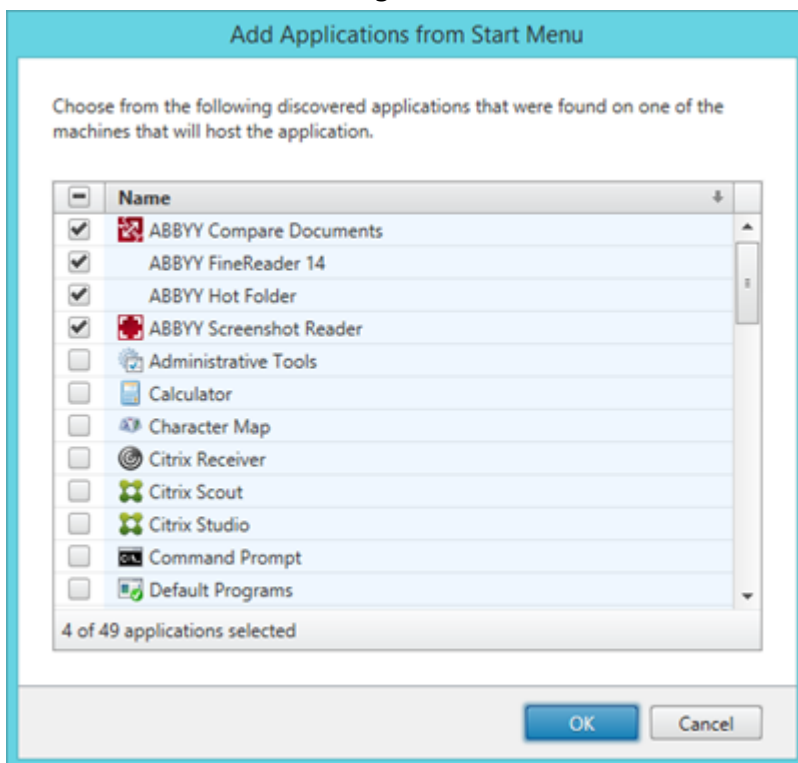 Add Applications from Start Menu
Choose from the following discovered applications that were found on one of the
machines that will host the application.
Name
ABBYY Compare Documents
ABBYY FineReader 14
ABBYY Hot Folder
ABBYY Screenshot Reader
Administrative Tools
Calculator
Character Map
Citrix Receiver
Citrix Scout
Citrix Studio
Command Prompt
Default Programs
4 of 49 applications selected
OK Cancel